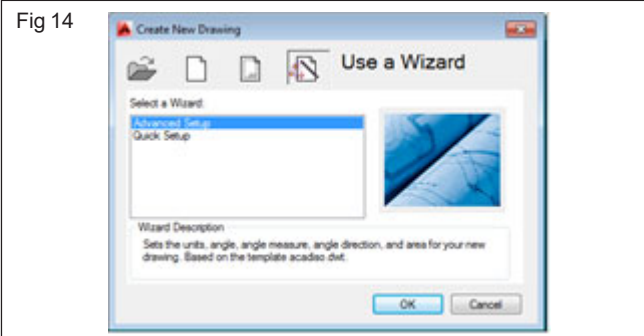 Fig 14
Create New Drawing
Use a Wizard
Select a Wizard:
Advanced Setup
Quick Setup
Wizard Description
Sets the units, angle, angle measure, angle direction, and area for your new
drawing. Based on the template acadiso.dwt.
OK Cancel